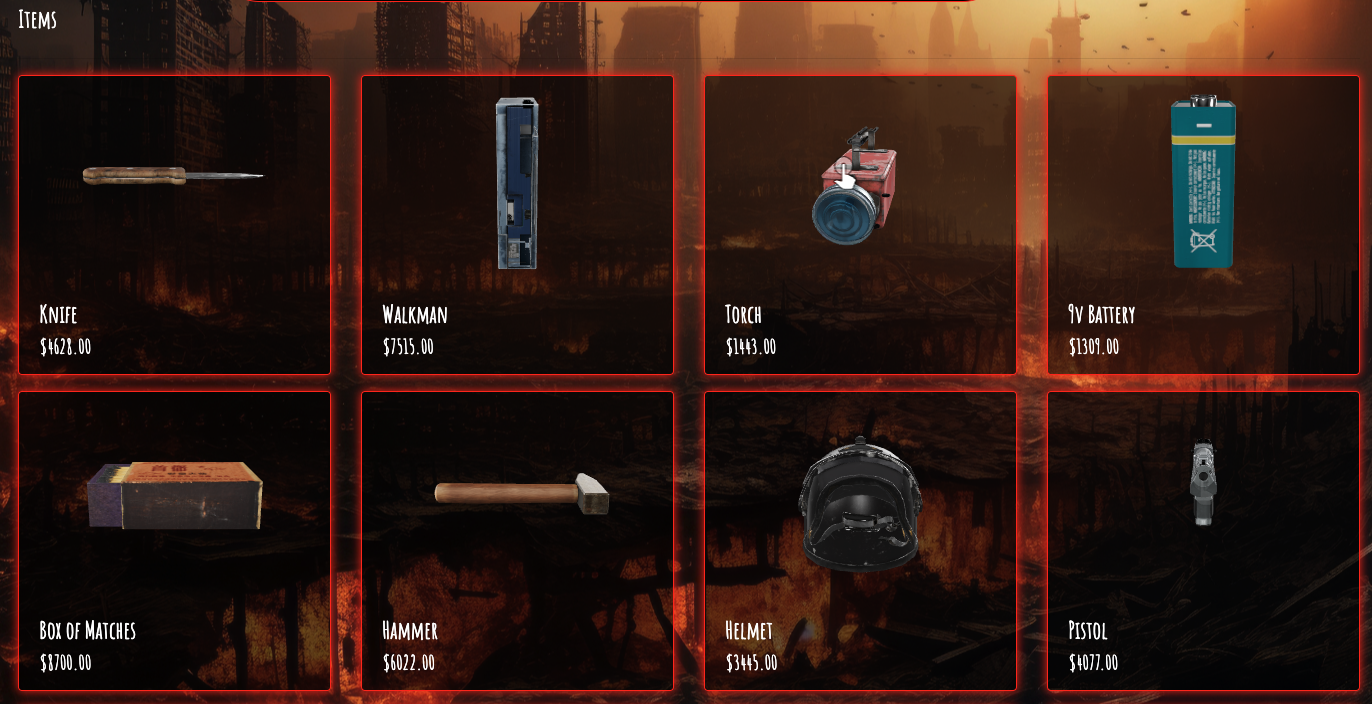 Items
Knife
$4628.00
Walkman
$7515.00
Torch
$1443.00
9v Battery
$1309.00
Box of Matches
$8700.00
Hammer
$6022.00
Helmet
$3445.00
Pistol
$4077.00